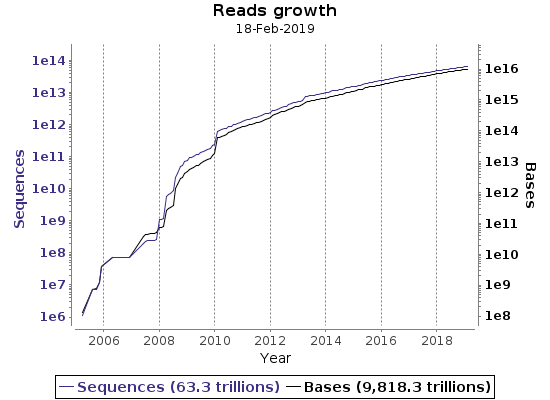 Reads growth
18-Feb-2019
1e14
1e13
1e12
1e11
1e10
1e9
1e8
1e7
1e6
Sequences
1e16
1e15
1e14
1e13
1e12
1e11
1e10
1e9
1e8
Bases
2006 2008 2010 2012 2014 2016 2018
Year
Sequences (63.3 trillions) Bases (9,818.3 trillions)